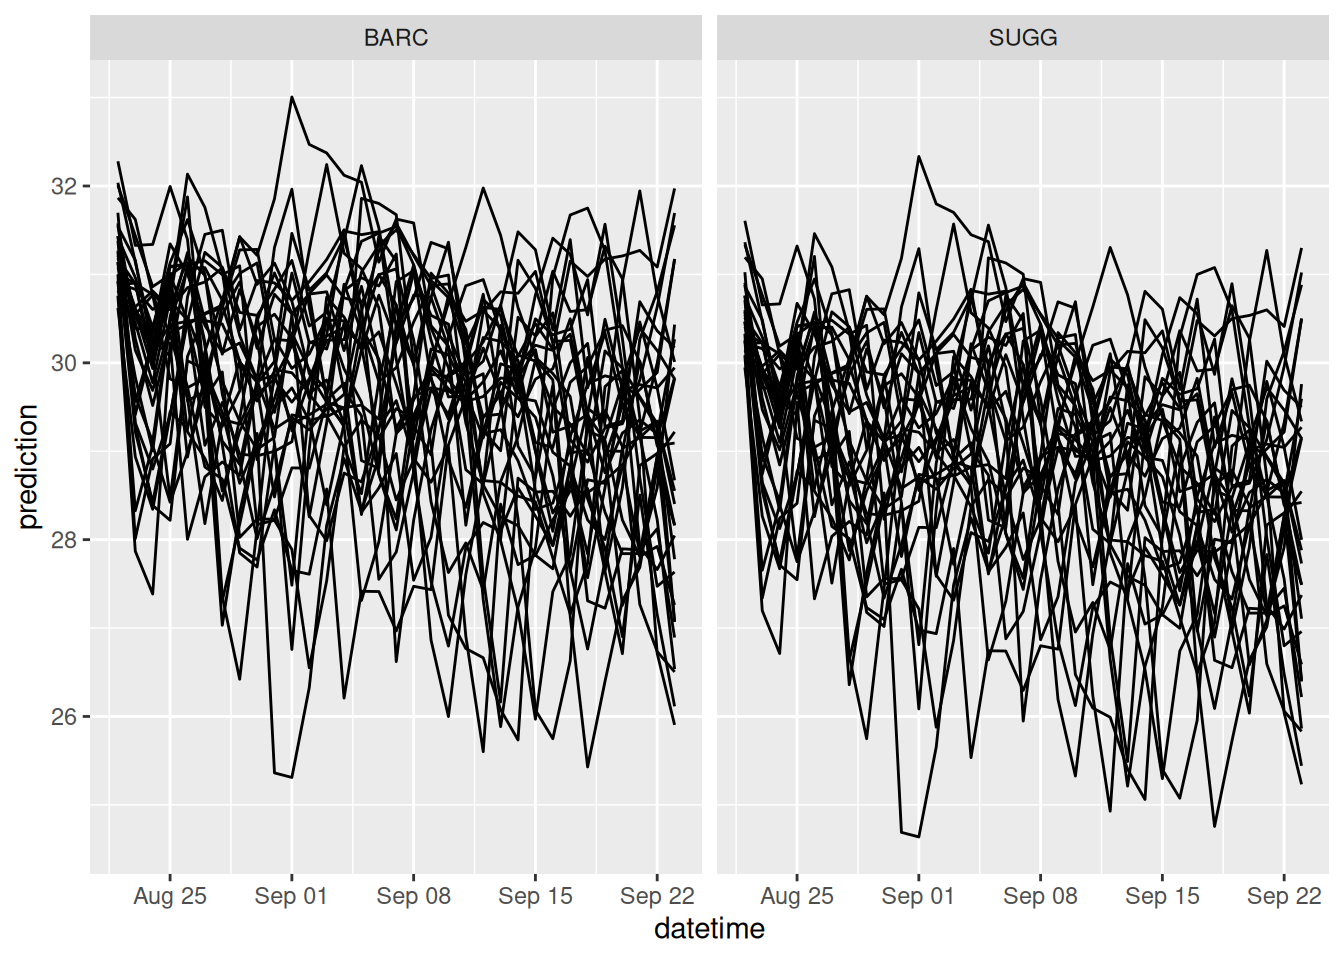 BARC
SUGG
prediction
32
30
28
26
Aug 25
Sep 01
Sep 08
Sep 15
Sep 22
Aug 25
Sep 01
Sep 08
Sep 15
Sep 22
datetime